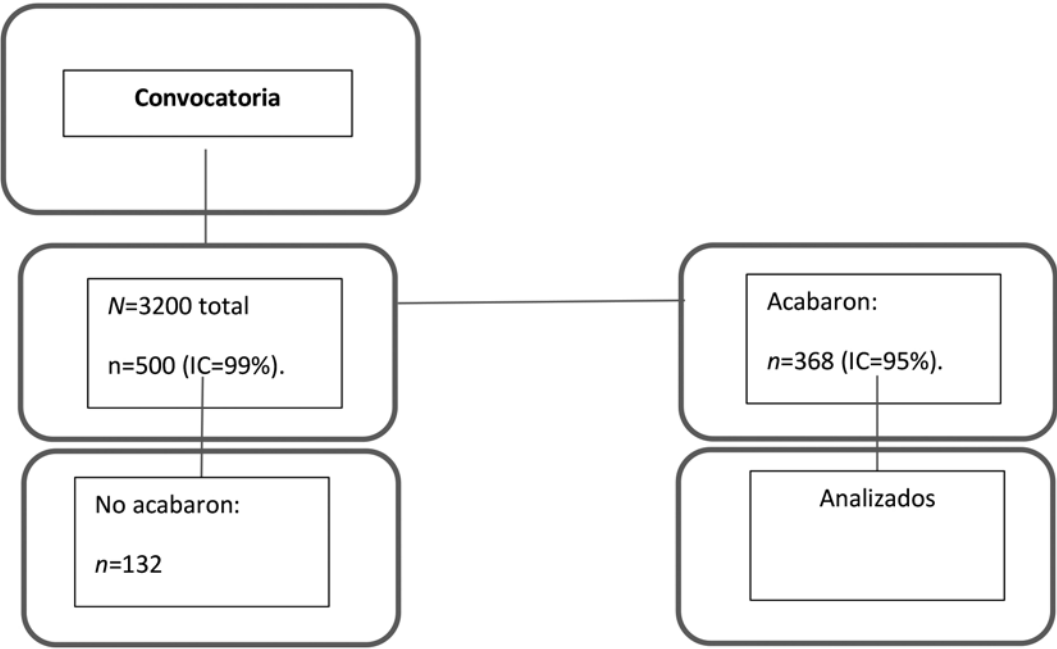 Convocatoria
N=3200 total
n=500 (IC=99%).
Acabaron:
n=368 (IC=95%).
No acabaron:
n=132
Analizados